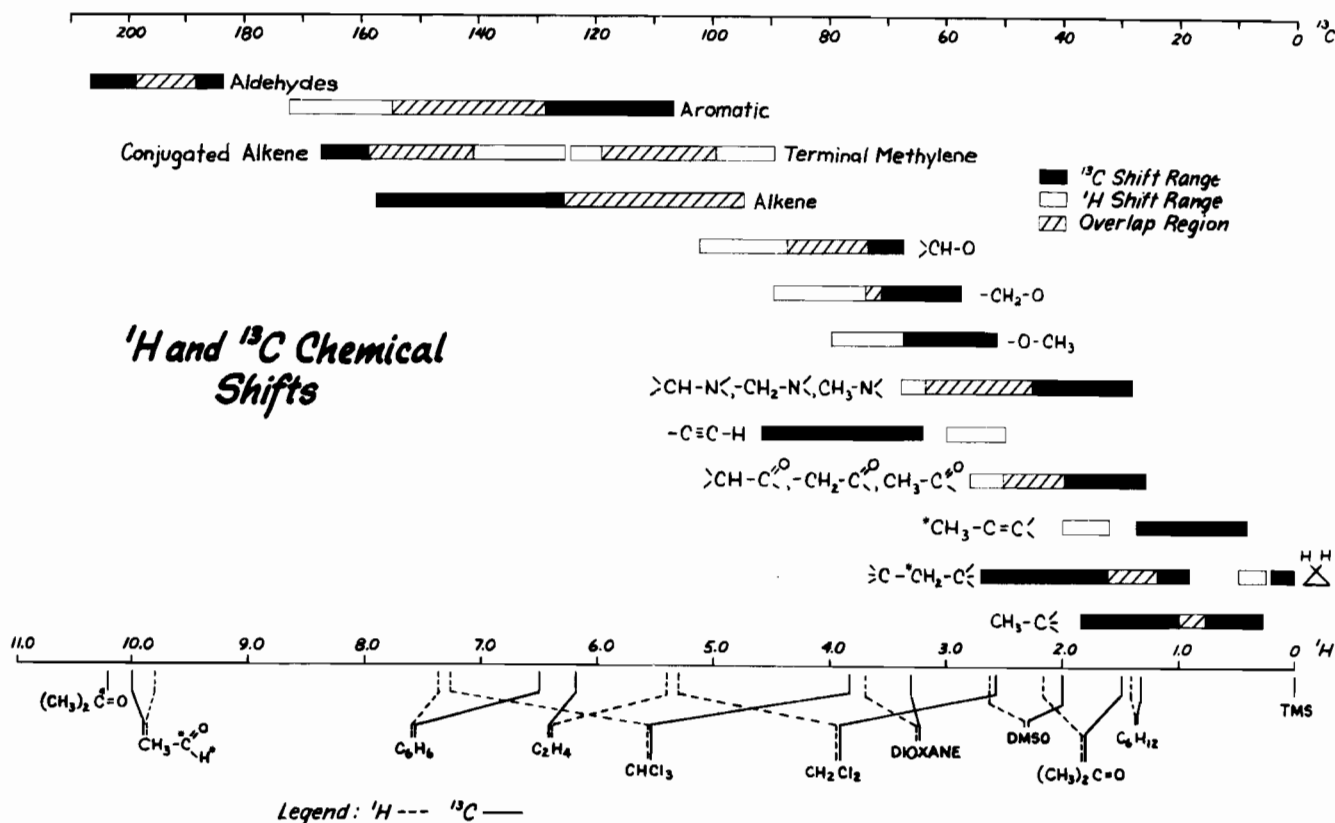 200 180 160 140 120 100 80 60 40 20 0 ¹³C
Aldehydes
Aromatic
Conjugated Alkene
Terminal Methylene
Alkene
¹³C Shift Range
¹H Shift Range
Overlap Region
>CH-O
-CH₂-O
-O-CH₃
¹H and ¹³C Chemical
Shifts
>CH-N<, -CH₂-N<, CH₃-N<
-C≡C-H
>CH-C=O, -CH₂-C=O, CH₃-C=O
*CH₃-C=C<
C-*CH₂-C
H H
CH₃-C
11.0 10.0 9.0 8.0 7.0 6.0 5.0 4.0 3.0 2.0 1.0 0 ¹H
(CH₃)₂C*=O
CH₃-C*=O
H*
C₆H₆
C₂H₄
CHCl₃
CH₂Cl₂
DIOXANE
DMSO
(CH₃)₂C=O
C₆H₁₂
TMS
Legend: ¹H --- ¹³C —